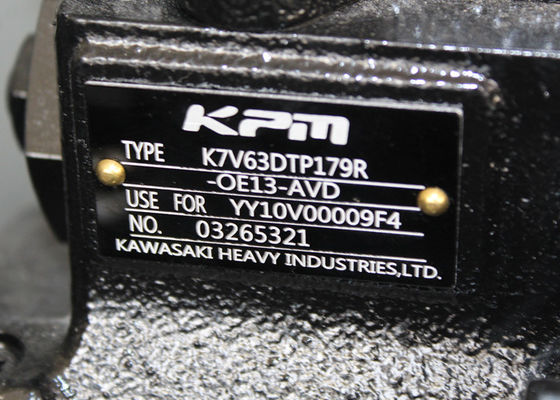 KPM
TYPE K7V63DTP179R
-OE13-AVD
USE FOR YY10V00009F4
NO. 03265321
KAWASAKI HEAVY INDUSTRIES,LTD.